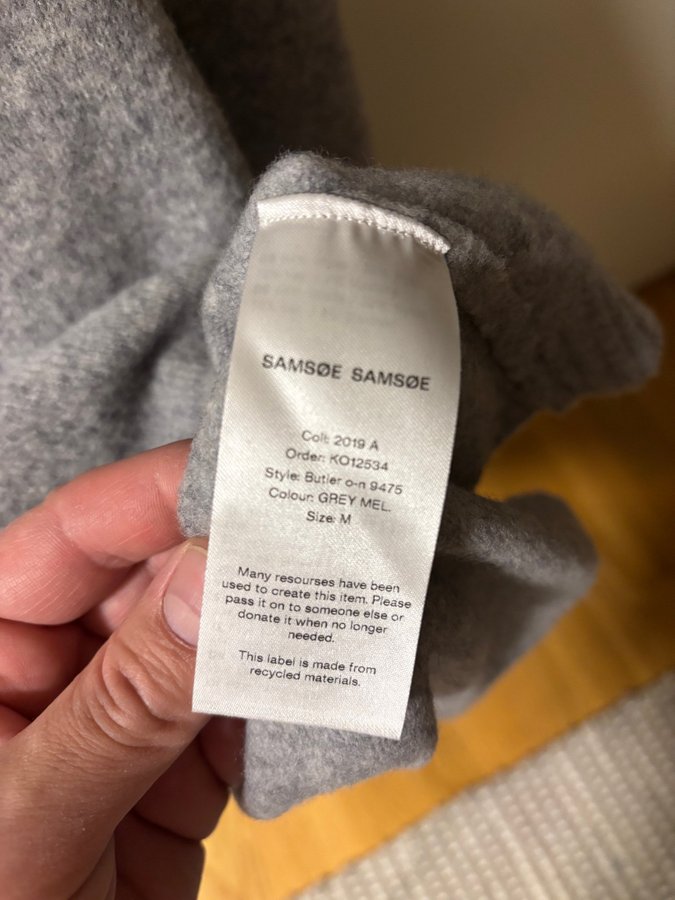 SAMSØE SAMSØE
Coll: 2019 A
Order: KO12534
Style: Butler o-n 9475
Colour: GREY MEL.
Size: M
Many resourses have been
used to create this item. Please
pass it on to someone else or
donate it when no longer
needed.
This label is made from
recycled materials.